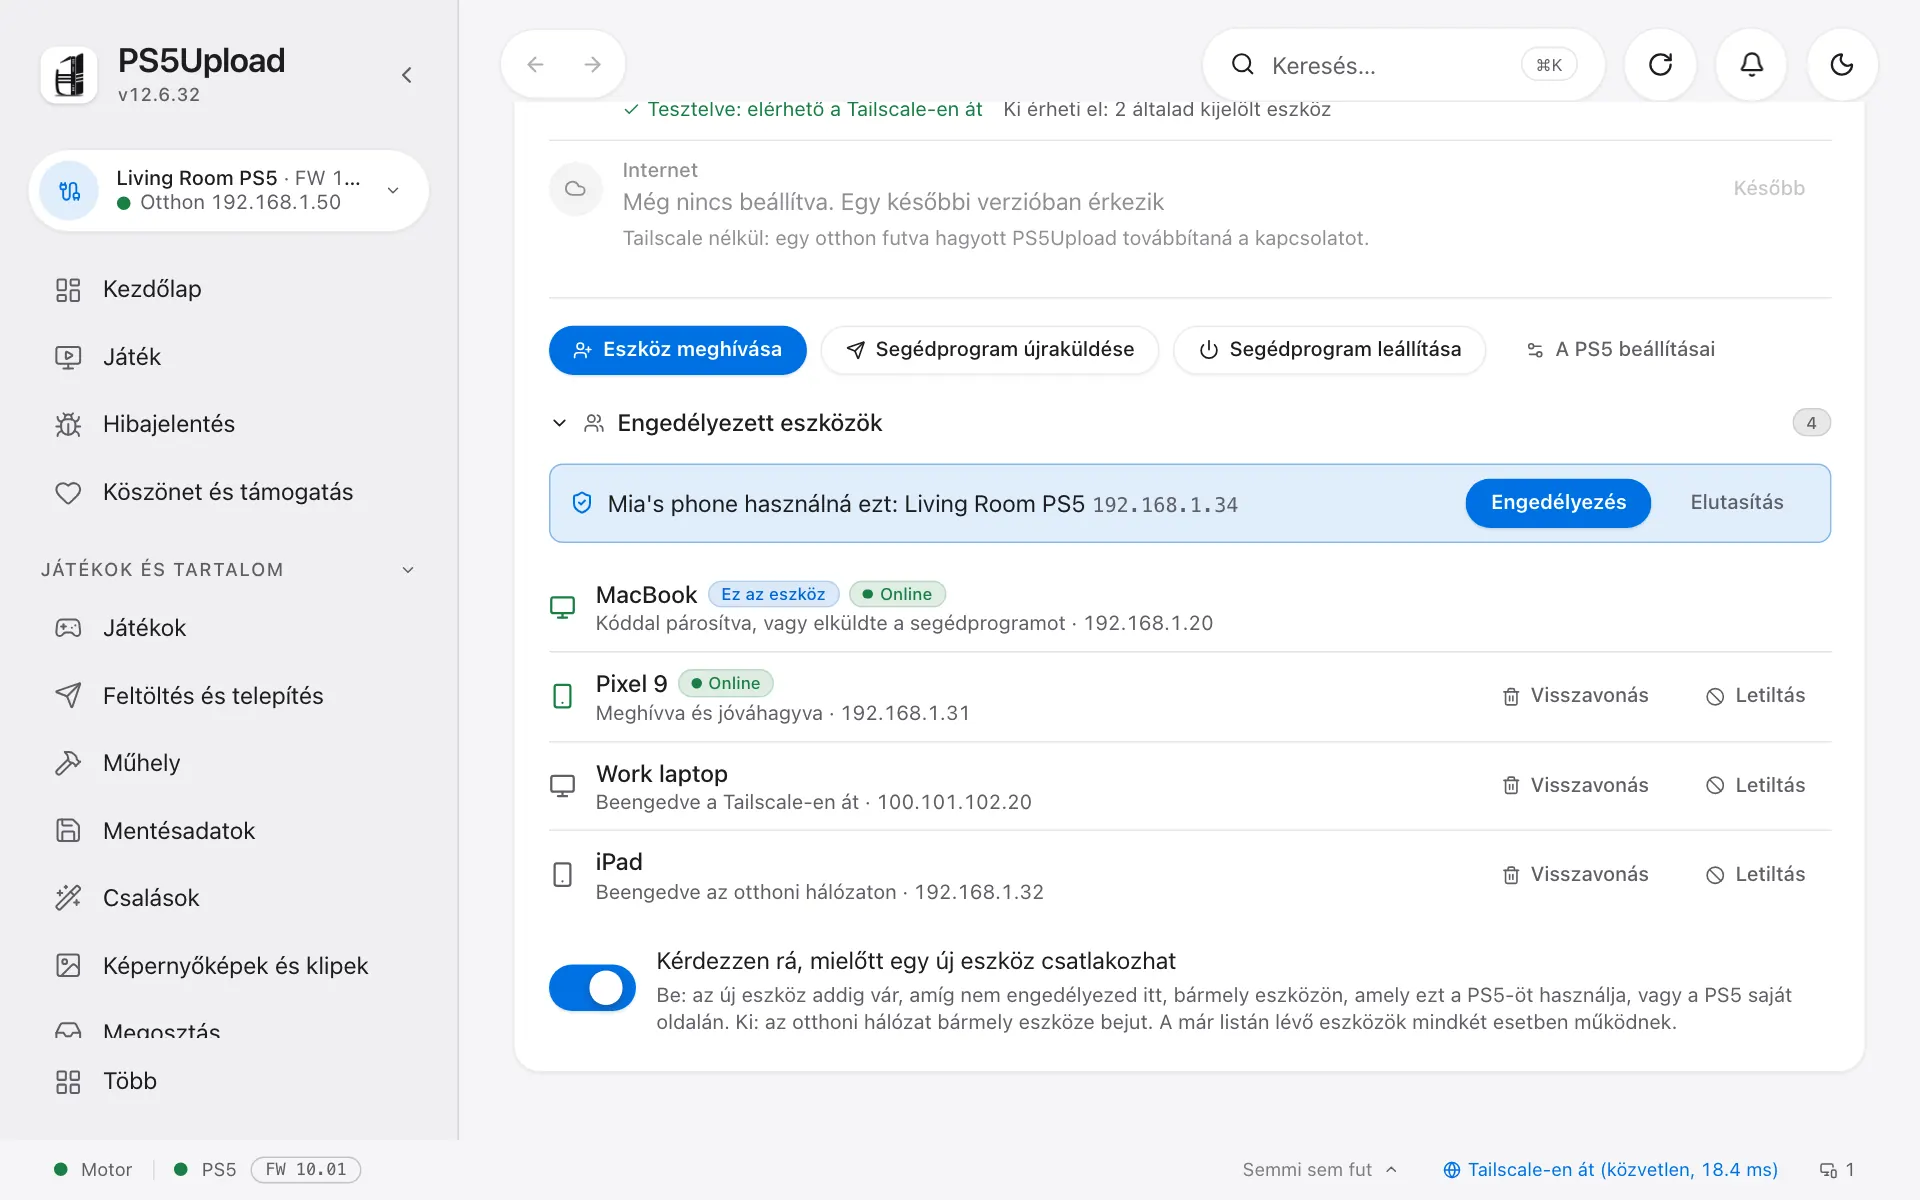 PS5Upload
v12.6.32
Living Room PS5 · FW 1...
Otthon 192.168.1.50
Kezdőlap
Játék
Hibajelentés
Köszönet és támogatás
JÁTÉKOK ÉS TARTALOM
Játékok
Feltöltés és telepítés
Műhely
Mentésadatok
Csalások
Képernyőképek és klipek
Megosztás
Több
Keresés...
⌘K
Tesztelve: elérhető a Tailscale-en át Ki érheti el: 2 általad kijelölt eszköz
Internet
Még nincs beállítva. Egy későbbi verzióban érkezik
Később
Tailscale nélkül: egy otthon futva hagyott PS5Upload továbbítaná a kapcsolatot.
Eszköz meghívása
Segédprogram újraküldése
Segédprogram leállítása
A PS5 beállításai
Engedélyezett eszközök
4
Mia's phone használná ezt: Living Room PS5 192.168.1.34
Engedélyezés
Elutasítás
MacBook Ez az eszköz Online
Kóddal párosítva, vagy elküldte a segédprogramot · 192.168.1.20
Pixel 9 Online
Meghívva és jóváhagyva · 192.168.1.31
Visszavonás Letiltás
Work laptop
Beengedve a Tailscale-en át · 100.101.102.20
Visszavonás Letiltás
iPad
Beengedve az otthoni hálózaton · 192.168.1.32
Visszavonás Letiltás
Kérdezzen rá, mielőtt egy új eszköz csatlakozhat
Be: az új eszköz addig vár, amíg nem engedélyezed itt, bármely eszközön, amely ezt a PS5-öt használja, vagy a PS5 saját
oldalán. Ki: az otthoni hálózat bármely eszköze bejut. A már listán lévő eszközök mindkét esetben működnek.
Motor
PS5
FW 10.01
Semmi sem fut
Tailscale-en át (közvetlen, 18.4 ms)
1